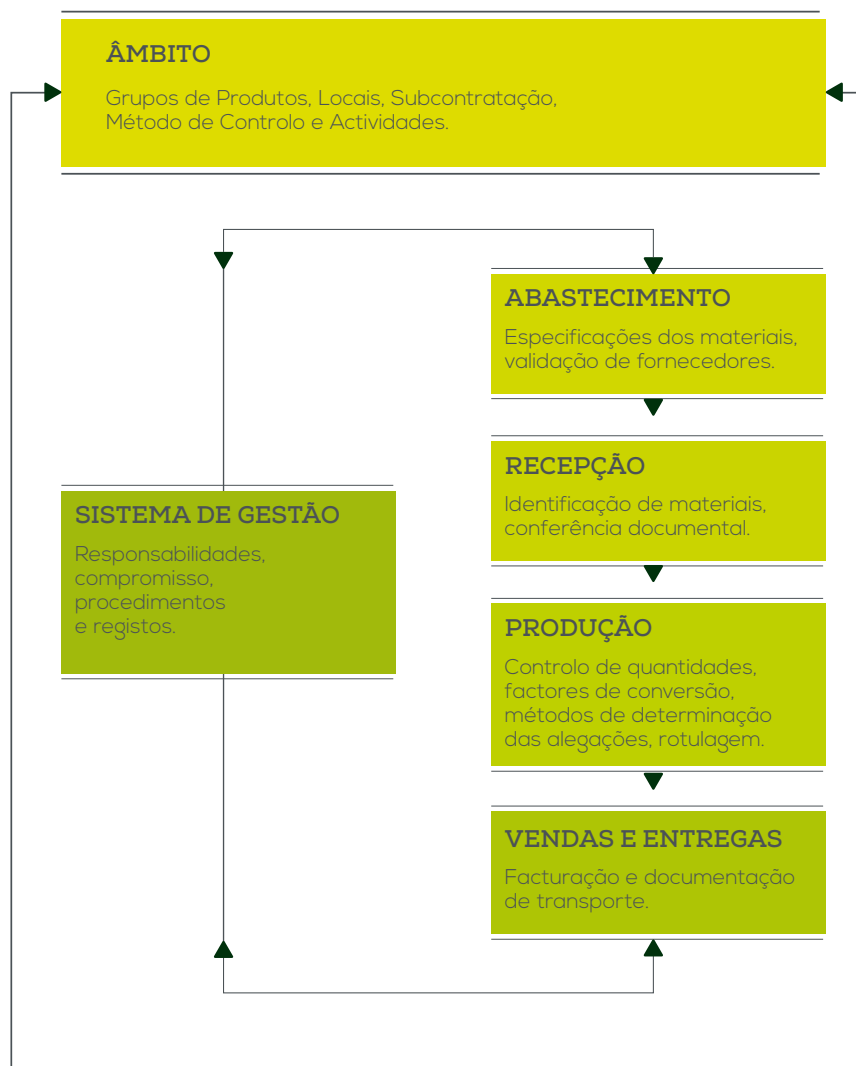 ÂMBITO
Grupos de Produtos, Locais, Subcontratação,
Método de Controlo e Actividades.
SISTEMA DE GESTÃO
Responsabilidades,
compromisso,
procedimentos
e registos.
ABASTECIMENTO
Especificações dos materiais,
validação de fornecedores.
RECEPÇÃO
Identificação de materiais,
conferência documental.
PRODUÇÃO
Controlo de quantidades,
factores de conversão,
métodos de determinação
das alegações, rotulagem.
VENDAS E ENTREGAS
Facturação e documentação
de transporte.